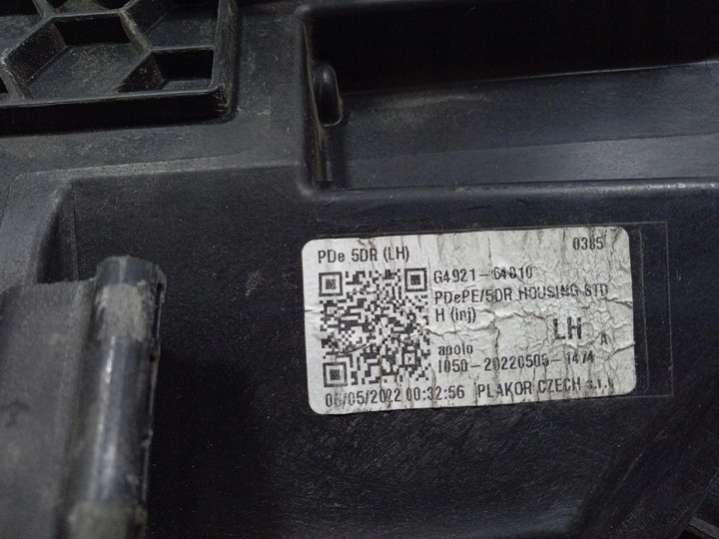 PDe 5DR (LH)
0385
G4921-G4010
PDePE/5DR HOUSING STD
H (inj)
LH A
apolo
1050-20220505-1474
05/05/2022 00:32:56
PLAKOR CZECH s.r.o